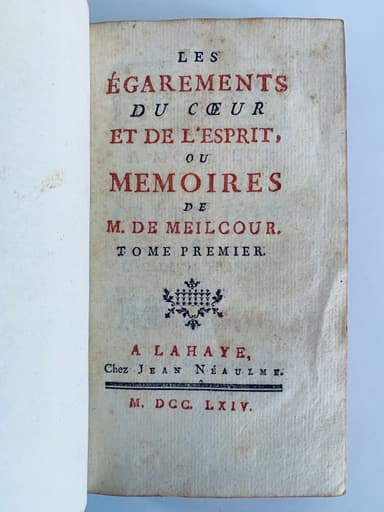 LES
ÉGAREMENTS
DU CŒUR
ET DE L'ESPRIT,
OU
MEMOIRES
DE
M. DE MEILCOUR.
TOME PREMIER.
A LAHAYE,
Chez JEAN NÉAULME.
M. DCC. LXIV.